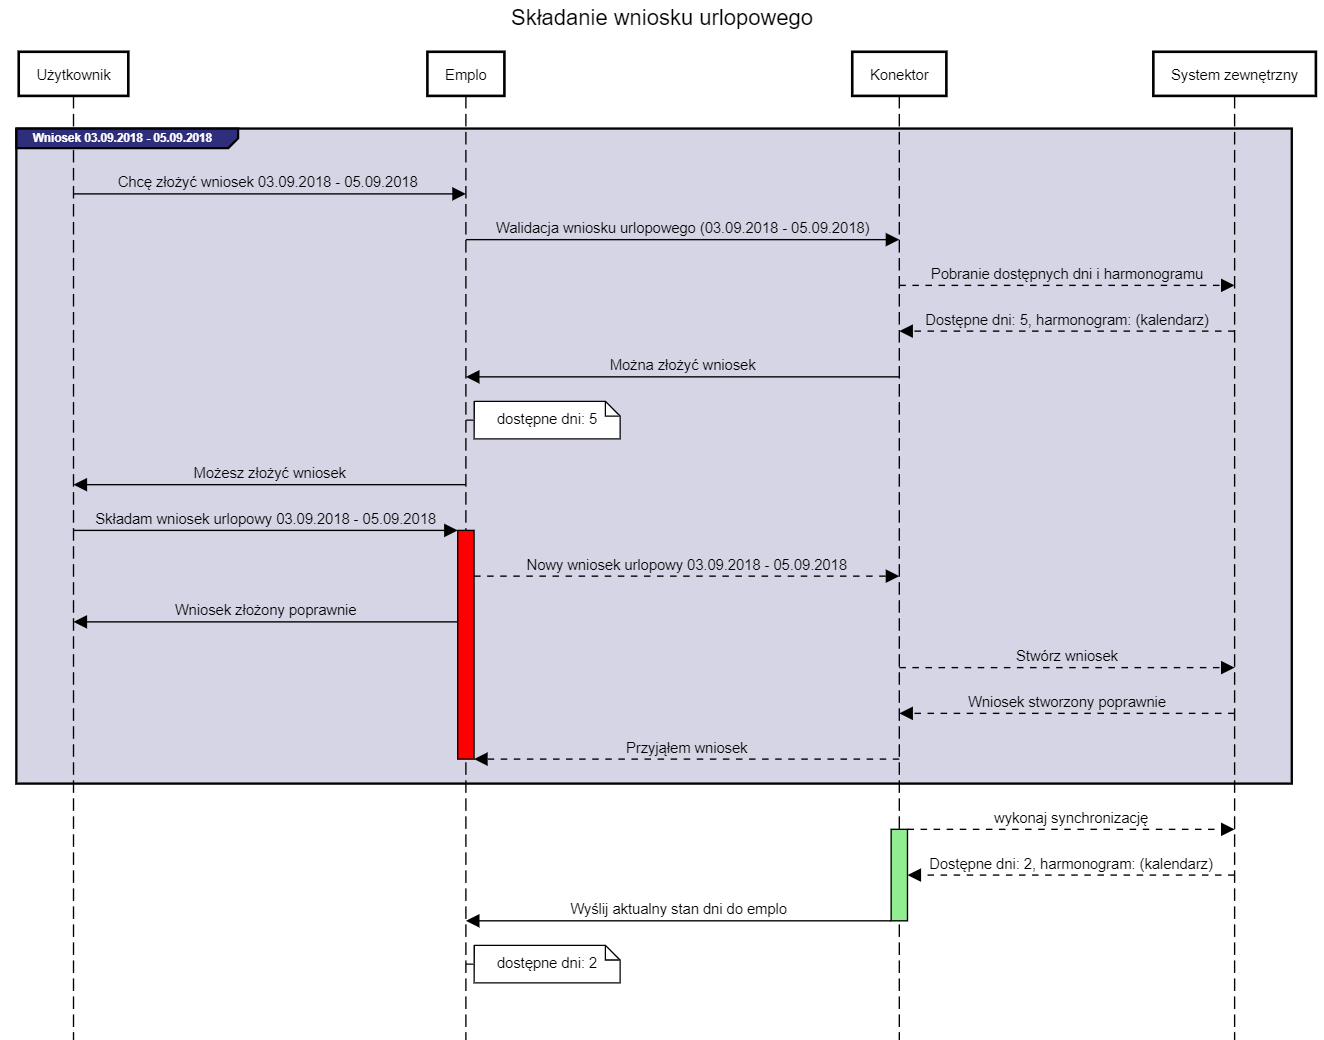 Składanie wniosku urlopowego
Użytkownik
Emplo
Konektor
System zewnętrzny
Wniosek 03.09.2018 - 05.09.2018
Chcę złożyć wniosek 03.09.2018 - 05.09.2018
Walidacja wniosku urlopowego (03.09.2018 - 05.09.2018)
Pobranie dostępnych dni i harmonogramu
Dostępne dni: 5, harmonogram: (kalendarz)
Można złożyć wniosek
dostępne dni: 5
Możesz złożyć wniosek
Składam wniosek urlopowy 03.09.2018 - 05.09.2018
Nowy wniosek urlopowy 03.09.2018 - 05.09.2018
Wniosek złożony poprawnie
Stwórz wniosek
Wniosek stworzony poprawnie
Przyjąłem wniosek
wykonaj synchronizację
Dostępne dni: 2, harmonogram: (kalendarz)
Wyślij aktualny stan dni do emplo
dostępne dni: 2